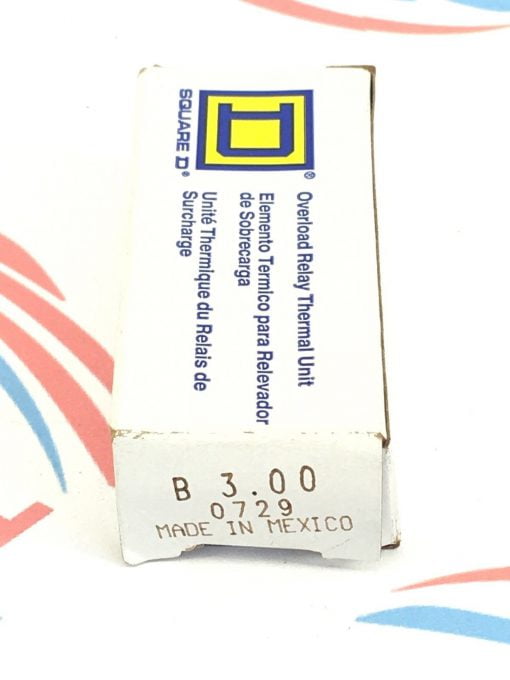 SQUARE D®
Overload Relay Thermal Unit
Elemento Termico para Relevador
de Sobrecarga
Unité Thermique du Relais de
Surcharge
B 3.00
0729
MADE IN MEXICO